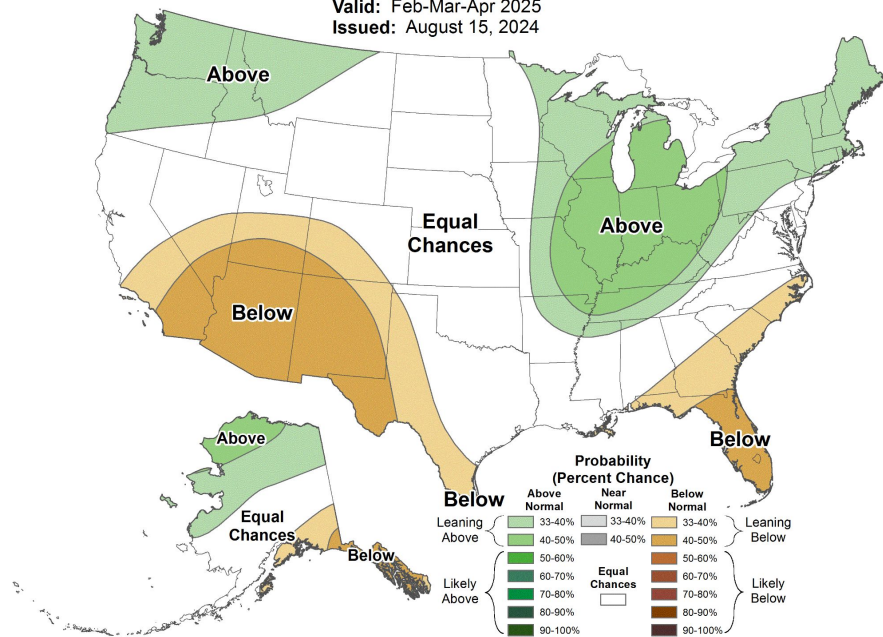 Valid: Feb-Mar-Apr 2025
Issued: August 15, 2024
Above
Equal
Chances
Above
Below
Below
Below
Above
Equal
Chances
Below
Probability
(Percent Chance)
Above
Normal
Near
Normal
Below
Normal
Leaning
Above
33-40%
33-40%
33-40%
Leaning
Below
40-50%
40-50%
40-50%
Likely
Above
50-60%
60-70%
70-80%
80-90%
90-100%
Equal
Chances
50-60%
60-70%
70-80%
80-90%
90-100%
Likely
Below